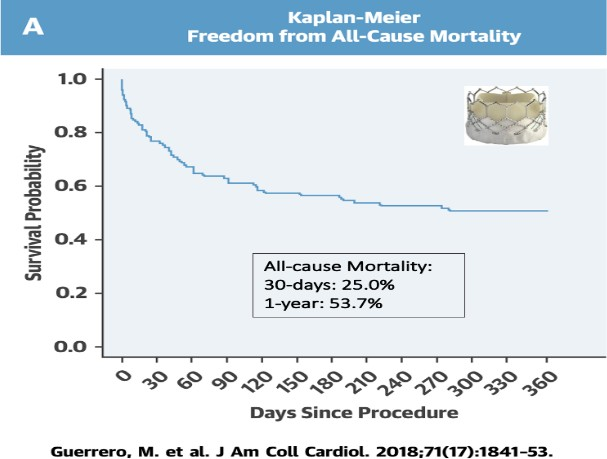 A
Kaplan-Meier
Freedom from All-Cause Mortality
1.0
0.8
0.6
0.4
0.2
0.0
Survival Probability
All-cause Mortality:
30-days: 25.0%
1-year: 53.7%
0 30 60 90 120 150 180 210 240 270 300 330 360
Days Since Procedure
Guerrero, M. et al. J Am Coll Cardiol. 2018;71(17):1841-53.